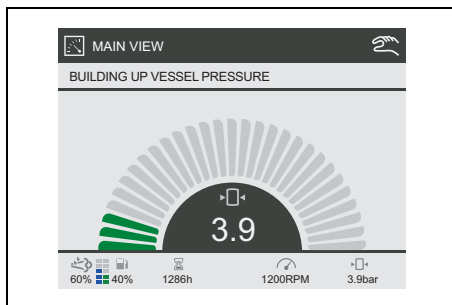 MAIN VIEW
BUILDING UP VESSEL PRESSURE
3.9
60% 40% 1286h 1200RPM 3.9bar